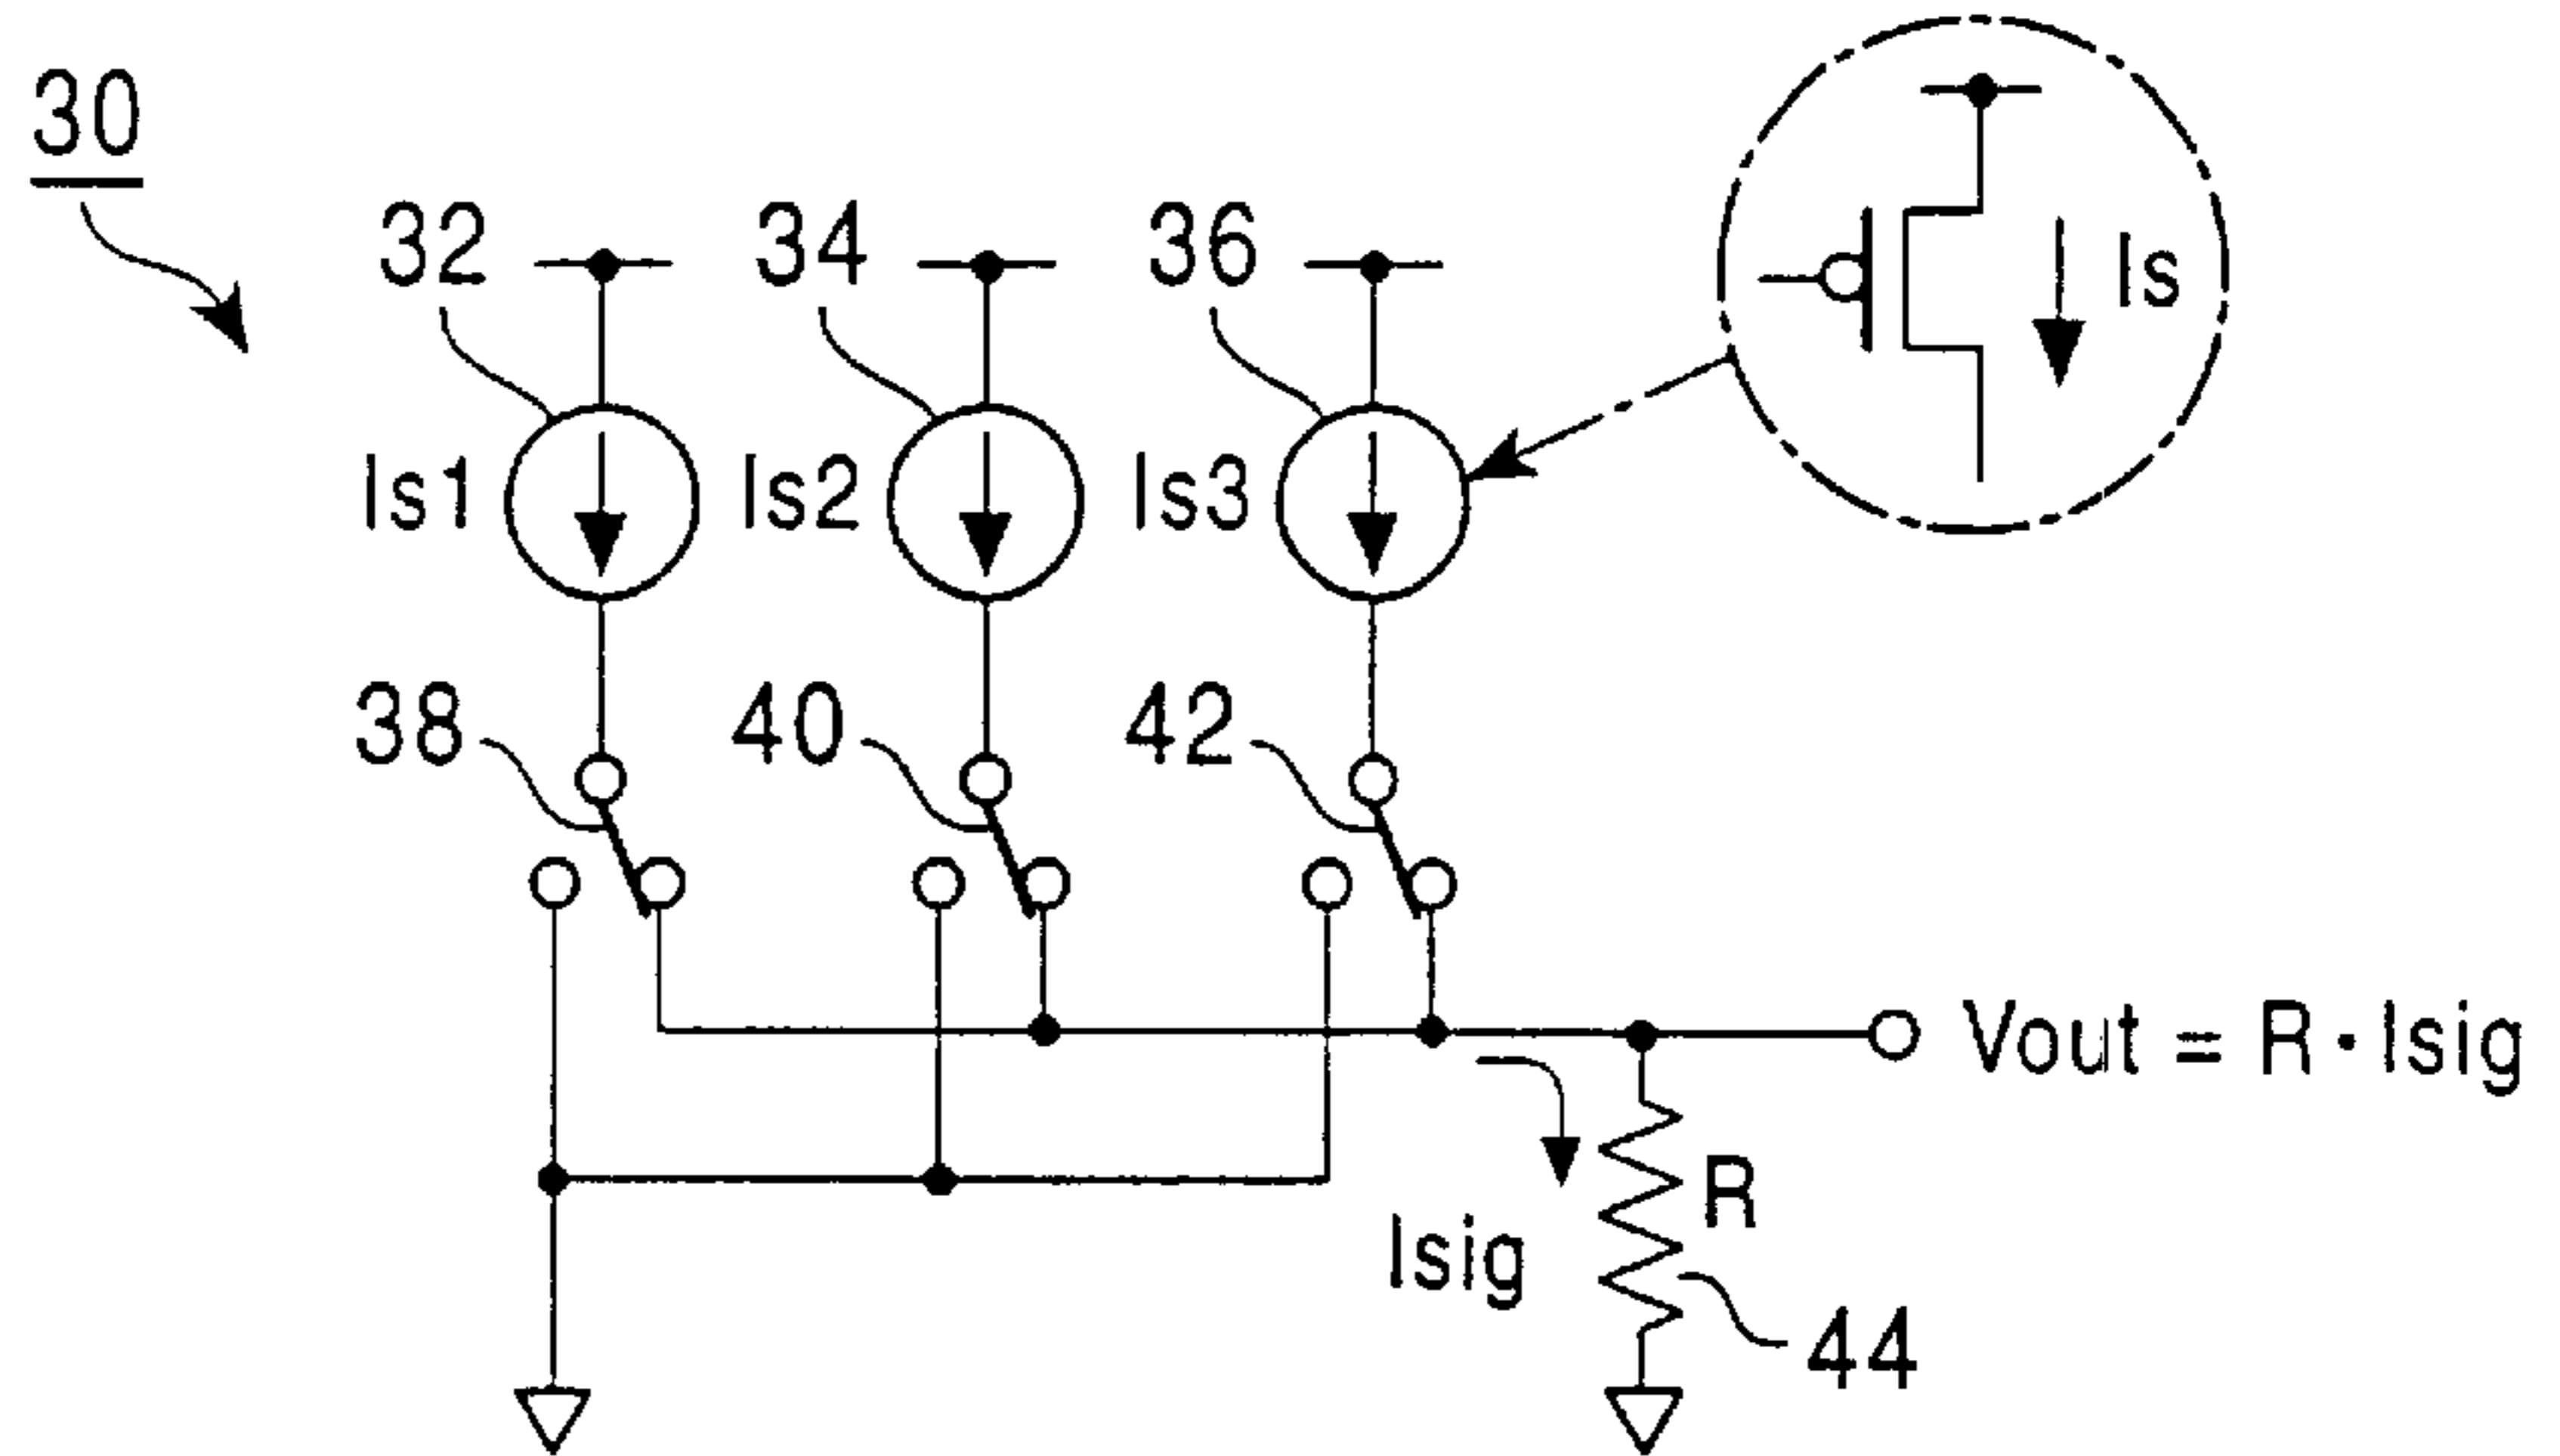 30
32
34
36
Is
Is1
Is2
Is3
38
40
42
Vout = R · Isig
R
Isig
44